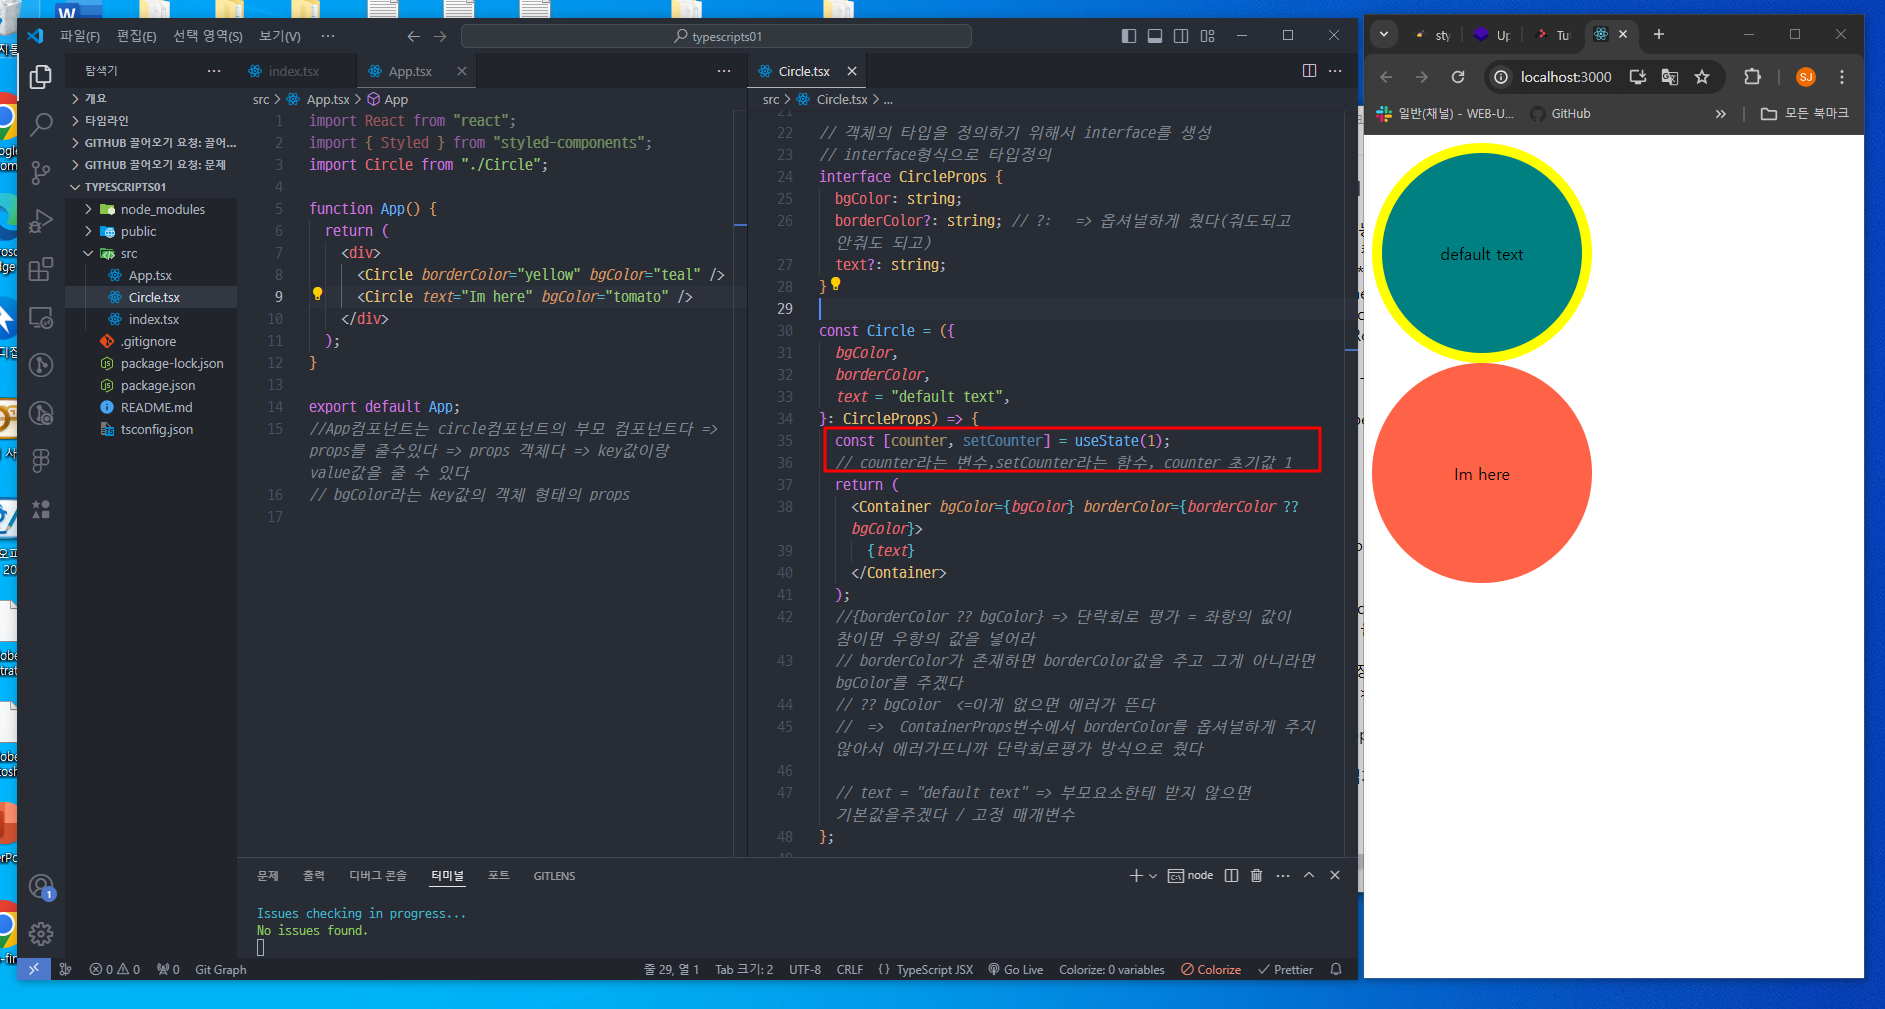 파일(F) 편집(E) 선택 영역(S) 보기(V) ···
typescripts01
탐색기 ···
개요
타임라인
GITHUB 끌어오기 요청: 끌어...
GITHUB 끌어오기 요청: 문제
TYPESCRIPTS01
node_modules
public
src
App.tsx
Circle.tsx
index.tsx
.gitignore
package-lock.json
package.json
README.md
tsconfig.json
index.tsx App.tsx
src > App.tsx > App
1 import React from "react";
2 import { Styled } from "styled-components";
3 import Circle from "./Circle";
4
5 function App() {
6 return (
7 <div>
8 <Circle borderColor="yellow" bgColor="teal" />
9 <Circle text="Im here" bgColor="tomato" />
10 </div>
11 );
12 }
13
14 export default App;
15 //App컴포넌트는 circle컴포넌트의 부모 컴포넌트다 =>
props를 줄수있다 => props 객체다 => key값이랑
value값을 줄 수 있다
16 // bgColor라는 key값의 객체 형태의 props
17
Circle.tsx
src > Circle.tsx > ...
21
22 // 객체의 타입을 정의하기 위해서 interface를 생성
23 // interface형식으로 타입정의
24 interface CircleProps {
25 bgColor: string;
26 borderColor?: string; // ?: => 옵셔널하게 줬다(줘도되고
안줘도 되고)
27 text?: string;
28 }
29
30 const Circle = ({
31 bgColor,
32 borderColor,
33 text = "default text",
34 }: CircleProps) => {
35 const [counter, setCounter] = useState(1);
36 // counter라는 변수,setCounter라는 함수, counter 초기값 1
37 return (
38 <Container bgColor={bgColor} borderColor={borderColor ??
bgColor}>
39 {text}
40 </Container>
41 );
42 //{borderColor ?? bgColor} => 단락회로 평가 = 좌항의 값이
참이면 우항의 값을 넣어라
43 // borderColor가 존재하면 borderColor값을 주고 그게 아니라면
bgColor를 주겠다
44 // ?? bgColor <=이게 없으면 에러가 뜬다
45 // => ContainerProps변수에서 borderColor를 옵셔널하게 주지
않아서 에러가뜨니까 단락회로평가 방식으로 줬다
46
47 // text = "default text" => 부모요소한테 받지 않으면
기본값을주겠다 / 고정 매개변수
48 };
문제 출력 디버그 콘솔 터미널 포트 GITLENS
node
Issues checking in progress...
No issues found.
0 0 0 Git Graph
줄 29, 열 1 Tab 크기: 2 UTF-8 CRLF {} TypeScript JSX Go Live Colorize: 0 variables Colorize Prettier
sty Up Tu
localhost:3000 SJ
일반(채널) - WEB-U... GitHub » 모든 북마크
default text
Im here